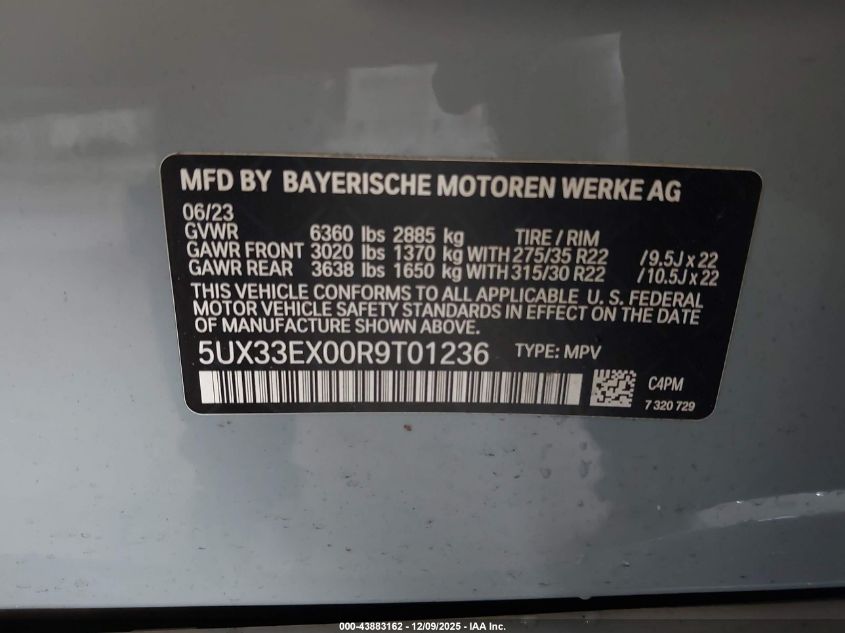 MFD BY BAYERISCHE MOTOREN WERKE AG
06/23
GVWR 6360 lbs 2885 kg TIRE / RIM
GAWR FRONT 3020 lbs 1370 kg WITH 275/35 R22 /9.5J x 22
GAWR REAR 3638 lbs 1650 kg WITH 315/30 R22 /10.5J x 22
THIS VEHICLE CONFORMS TO ALL APPLICABLE U. S. FEDERAL
MOTOR VEHICLE SAFETY STANDARDS IN EFFECT ON THE DATE
OF MANUFACTURE SHOWN ABOVE.
5UX33EX00R9T01236 TYPE: MPV
C4PM
7 320 729
000-43883162 - 12/09/2025 - IAA Inc.